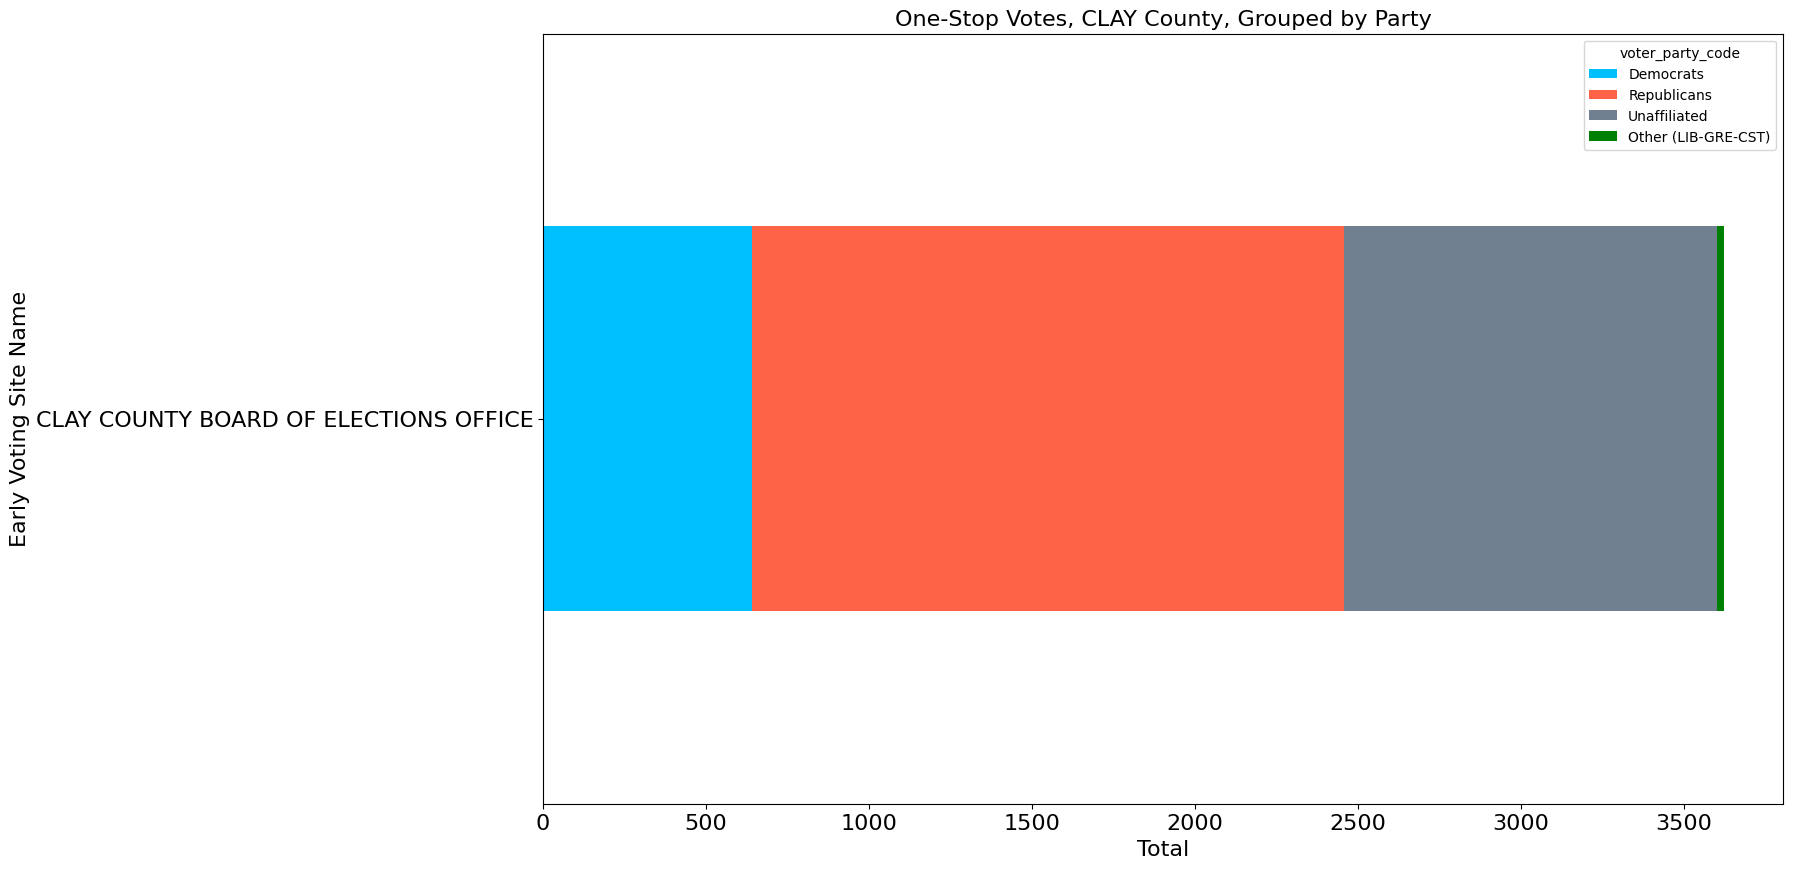 One-Stop Votes, CLAY County, Grouped by Party
voter_party_code
Democrats
Republicans
Unaffiliated
Other (LIB-GRE-CST)
Early Voting Site Name
CLAY COUNTY BOARD OF ELECTIONS OFFICE
0 500 1000 1500 2000 2500 3000 3500
Total